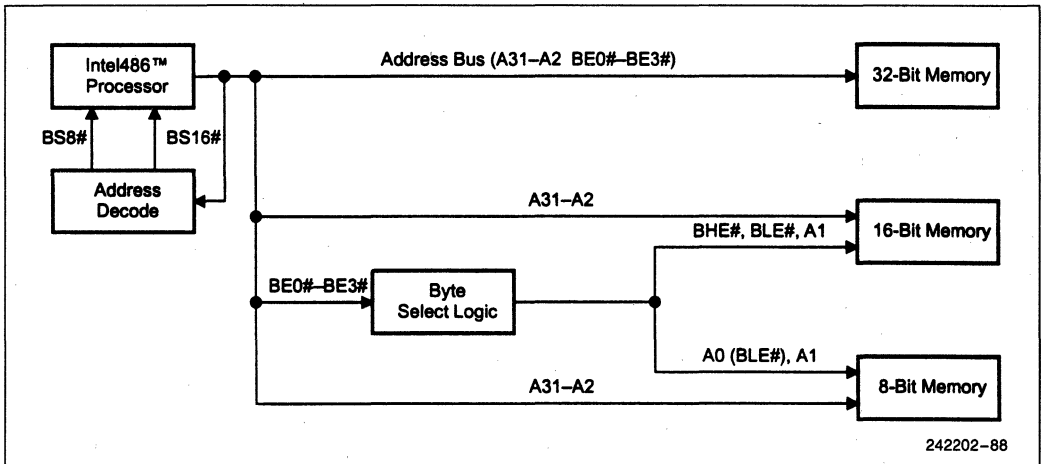 Intel486™
Processor
Address Bus (A31–A2 BE0#–BE3#)
32-Bit Memory
BS8#
BS16#
Address
Decode
A31–A2
BHE#, BLE#, A1
16-Bit Memory
BE0#–BE3#
Byte
Select Logic
A0 (BLE#), A1
A31–A2
8-Bit Memory
242202–88